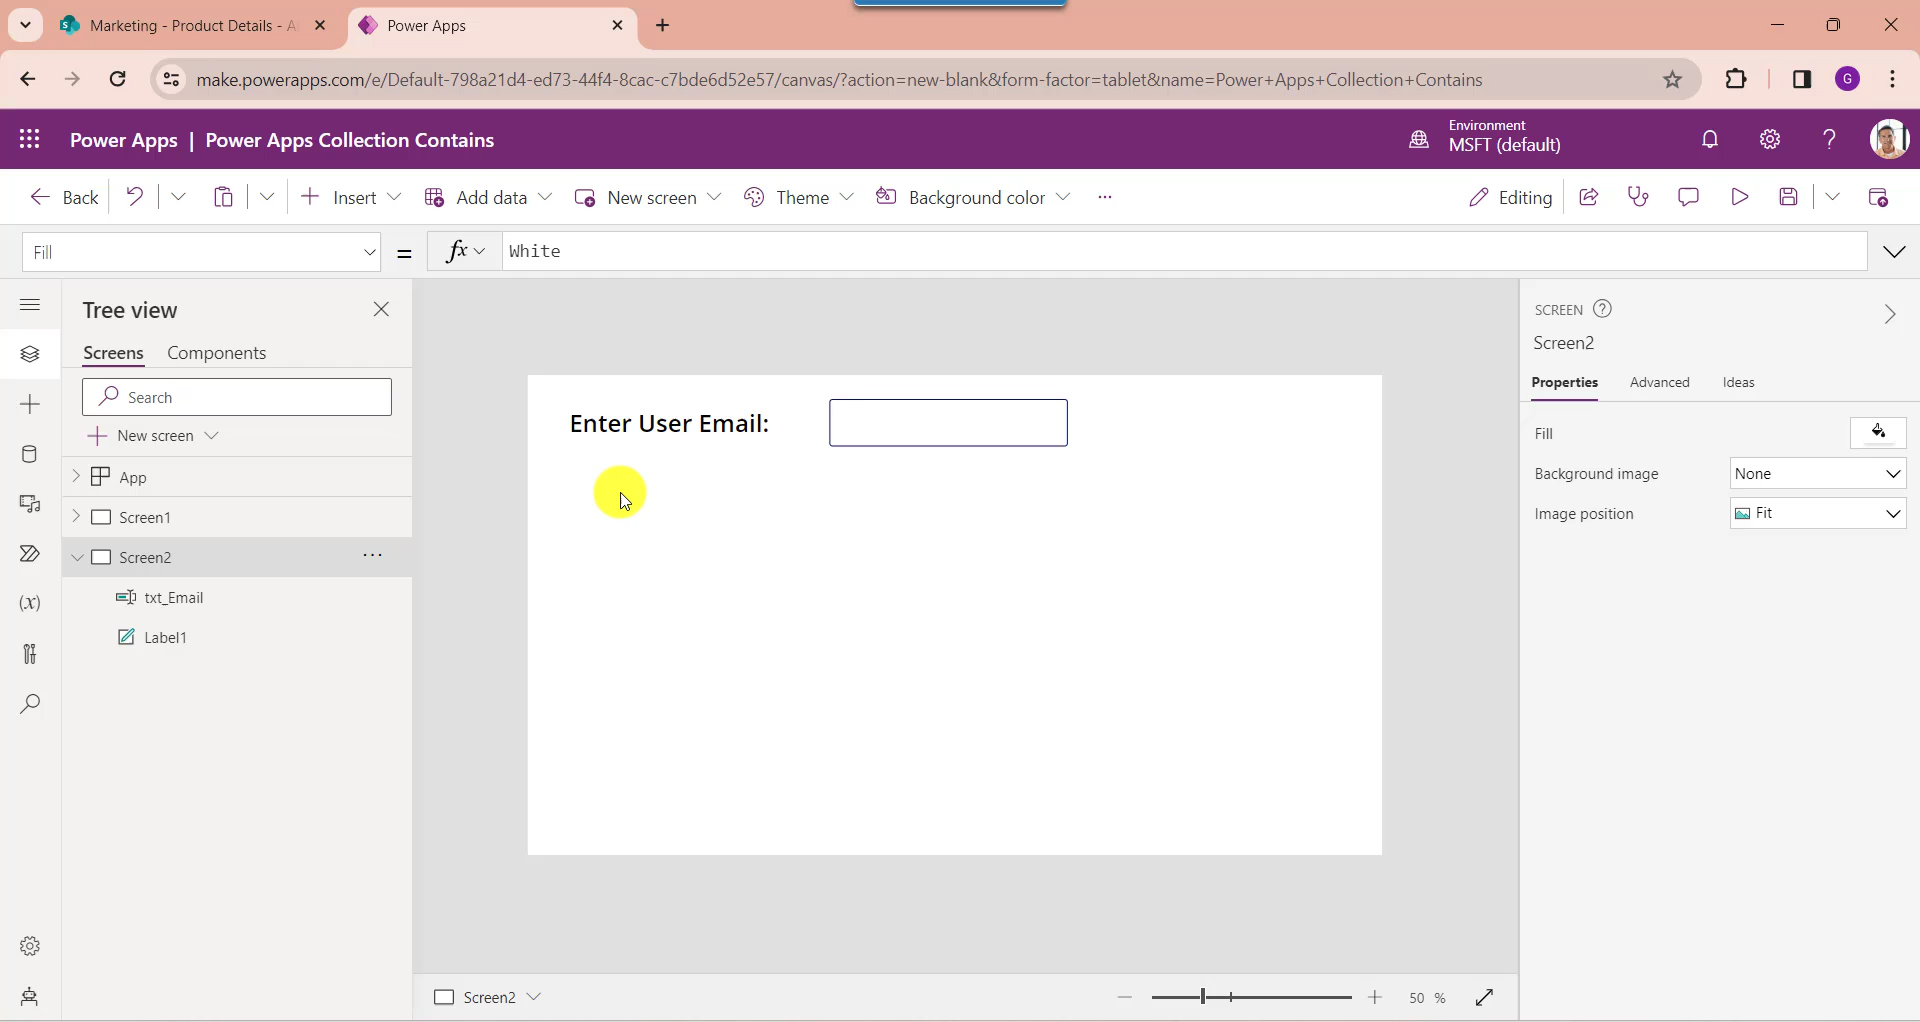 Marketing - Product Details - A
Power Apps
make.powerapps.com/e/Default-798a21d4-ed73-44f4-8cac-c7bde6d52e57/canvas/?action=new-blank&form-factor=tablet&name=Power+Apps+Collection+Contains
G
Power Apps | Power Apps Collection Contains
Environment
MSFT (default)
Back
Insert
Add data
New screen
Theme
Background color
Editing
Fill
=
fx
White
Tree view
Screens
Components
Search
New screen
App
Screen1
Screen2
txt_Email
Label1
Enter User Email:
SCREEN
Screen2
Properties
Advanced
Ideas
Fill
Background image
None
Image position
Fit
Screen2
50 %